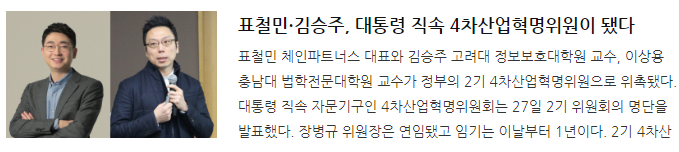 표철민·김승주, 대통령 직속 4차산업혁명위원이 됐다
표철민 체인파트너스 대표와 김승주 고려대 정보보호대학원 교수, 이상용
충남대 법학전문대학원 교수가 정부의 2기 4차산업혁명위원으로 위촉됐다.
대통령 직속 자문기구인 4차산업혁명위원회는 27일 2기 위원회의 명단을
발표했다. 장병규 위원장은 연임됐고 임기는 이날부터 1년이다. 2기 4차산